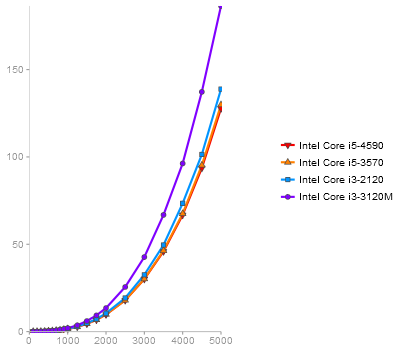 150
100
50
0
0 1000 2000 3000 4000 5000
Intel Core i5-4590
Intel Core i5-3570
Intel Core i3-2120
Intel Core i3-3120M